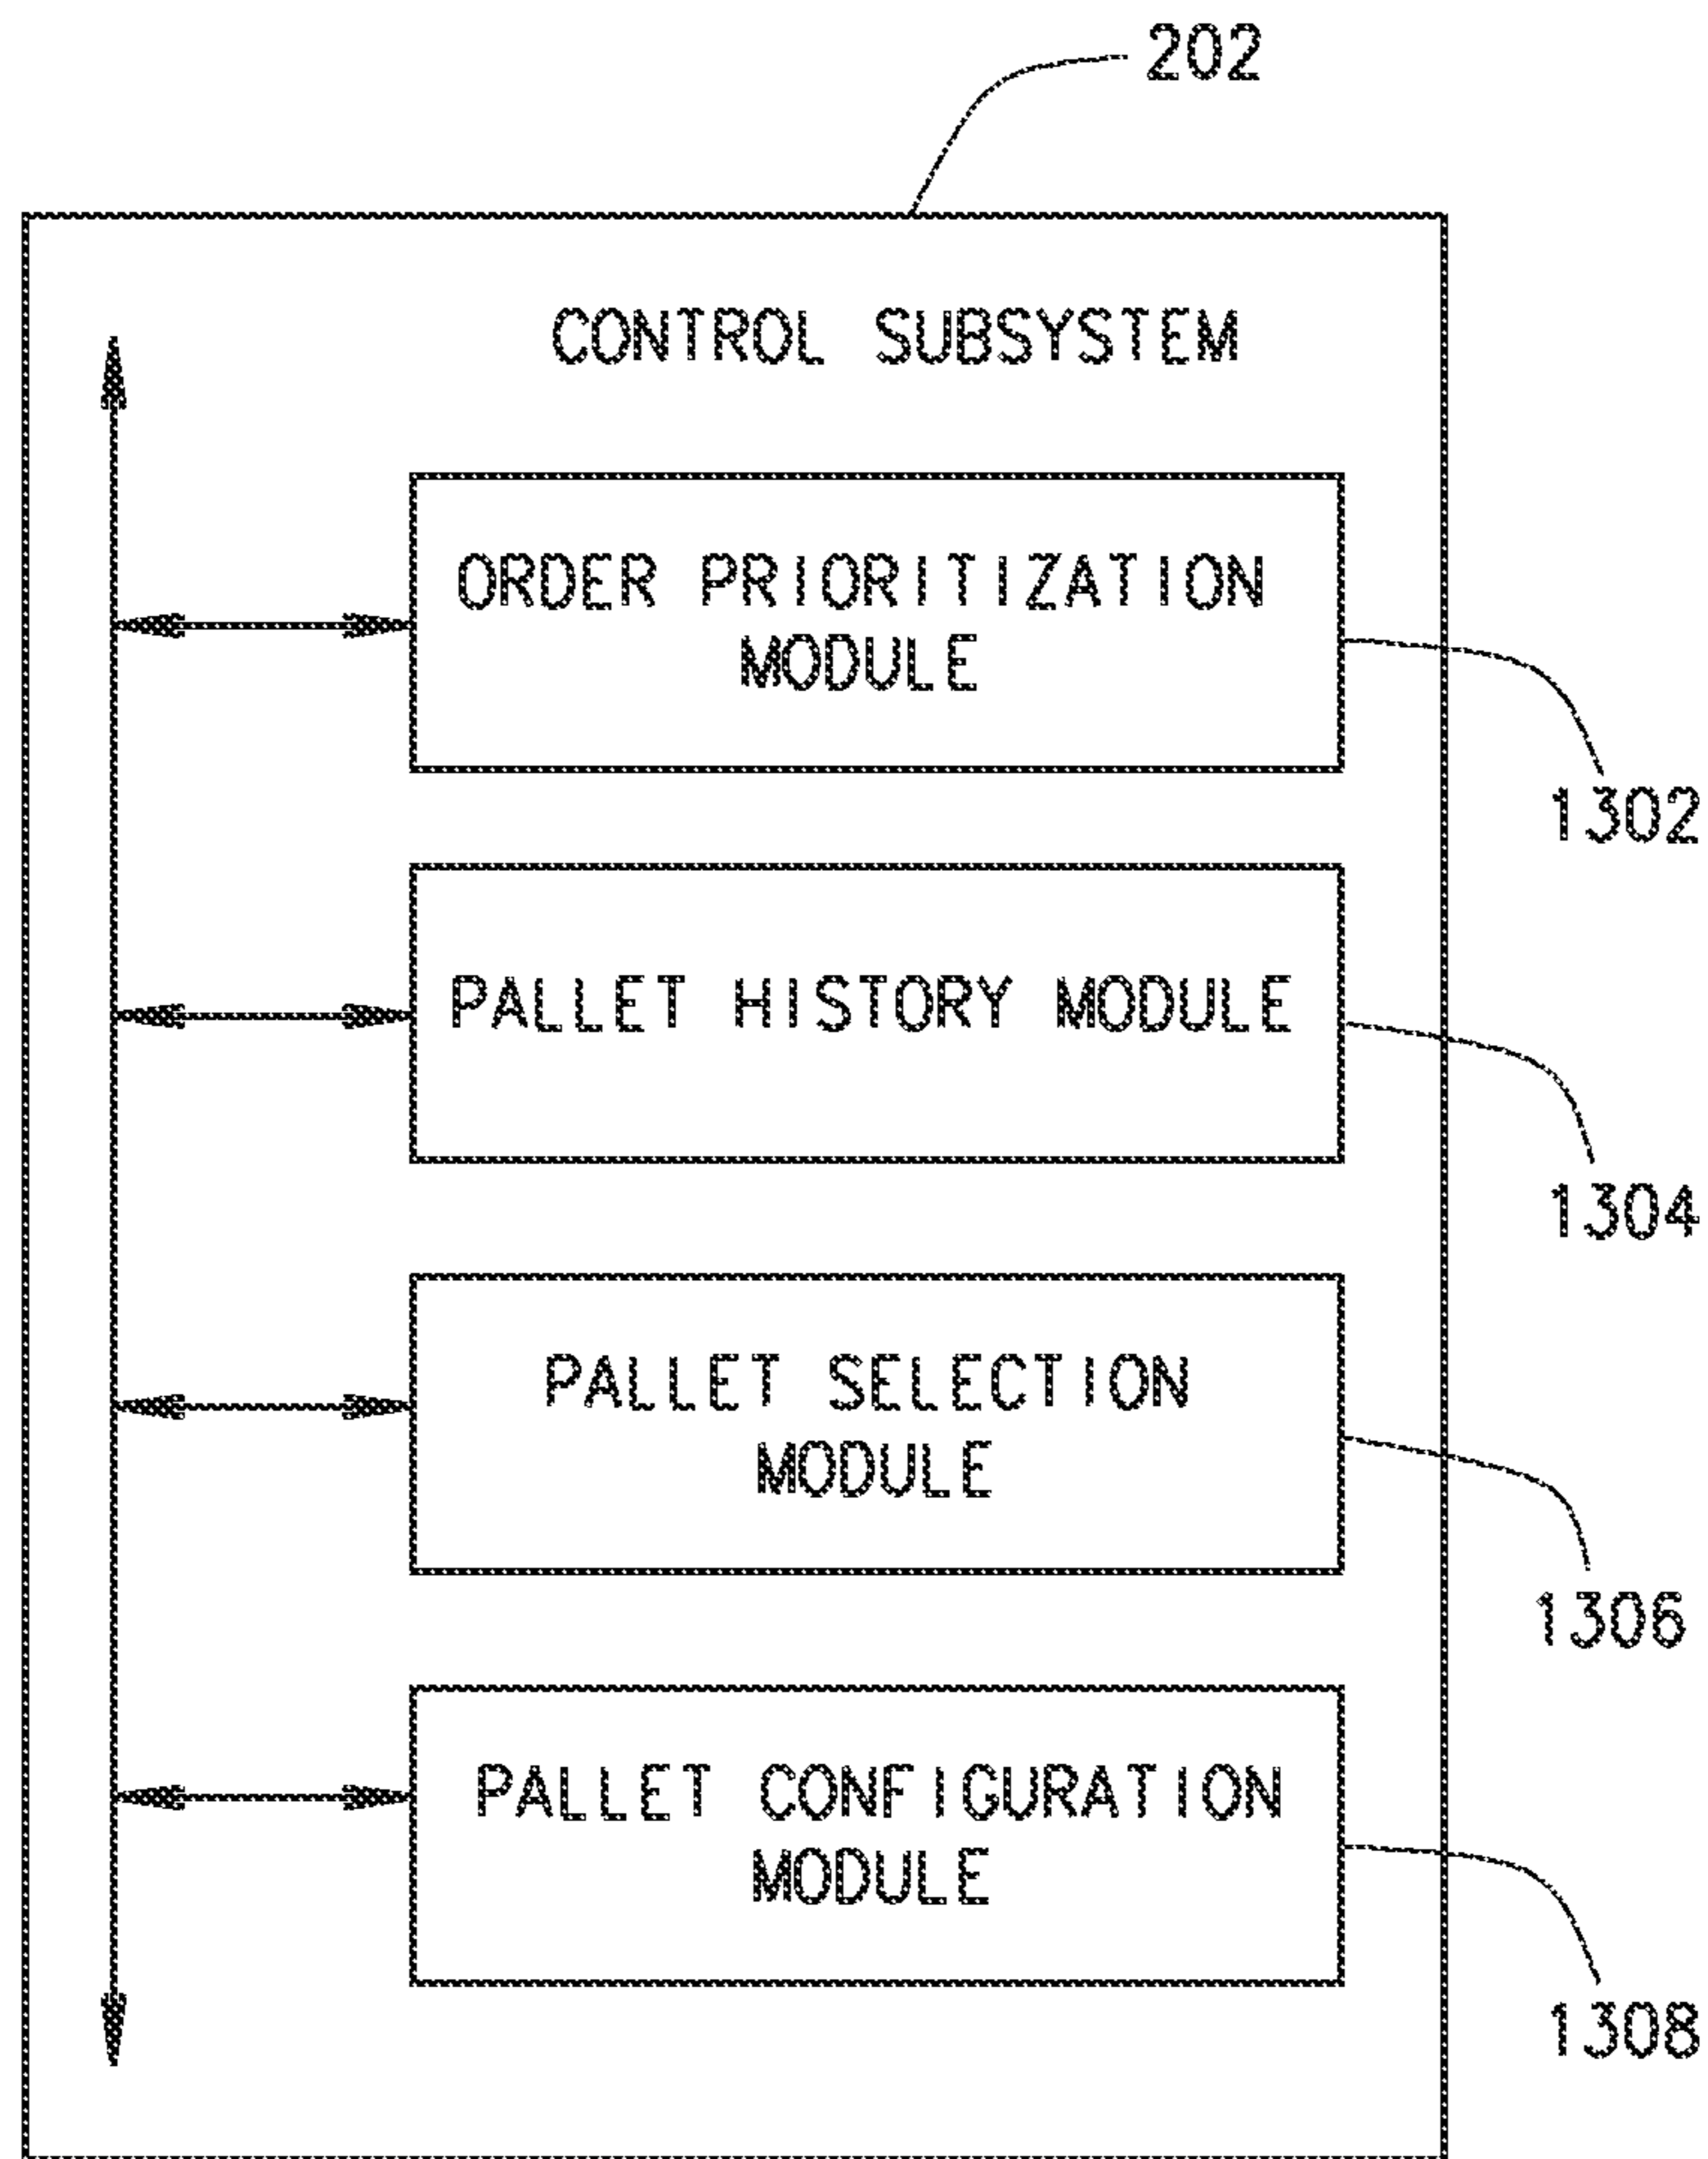 202
CONTROL SUBSYSTEM
ORDER PRIORITIZATION
MODULE
1302
PALLET HISTORY MODULE
1304
PALLET SELECTION
MODULE
1306
PALLET CONFIGURATION
MODULE
1308